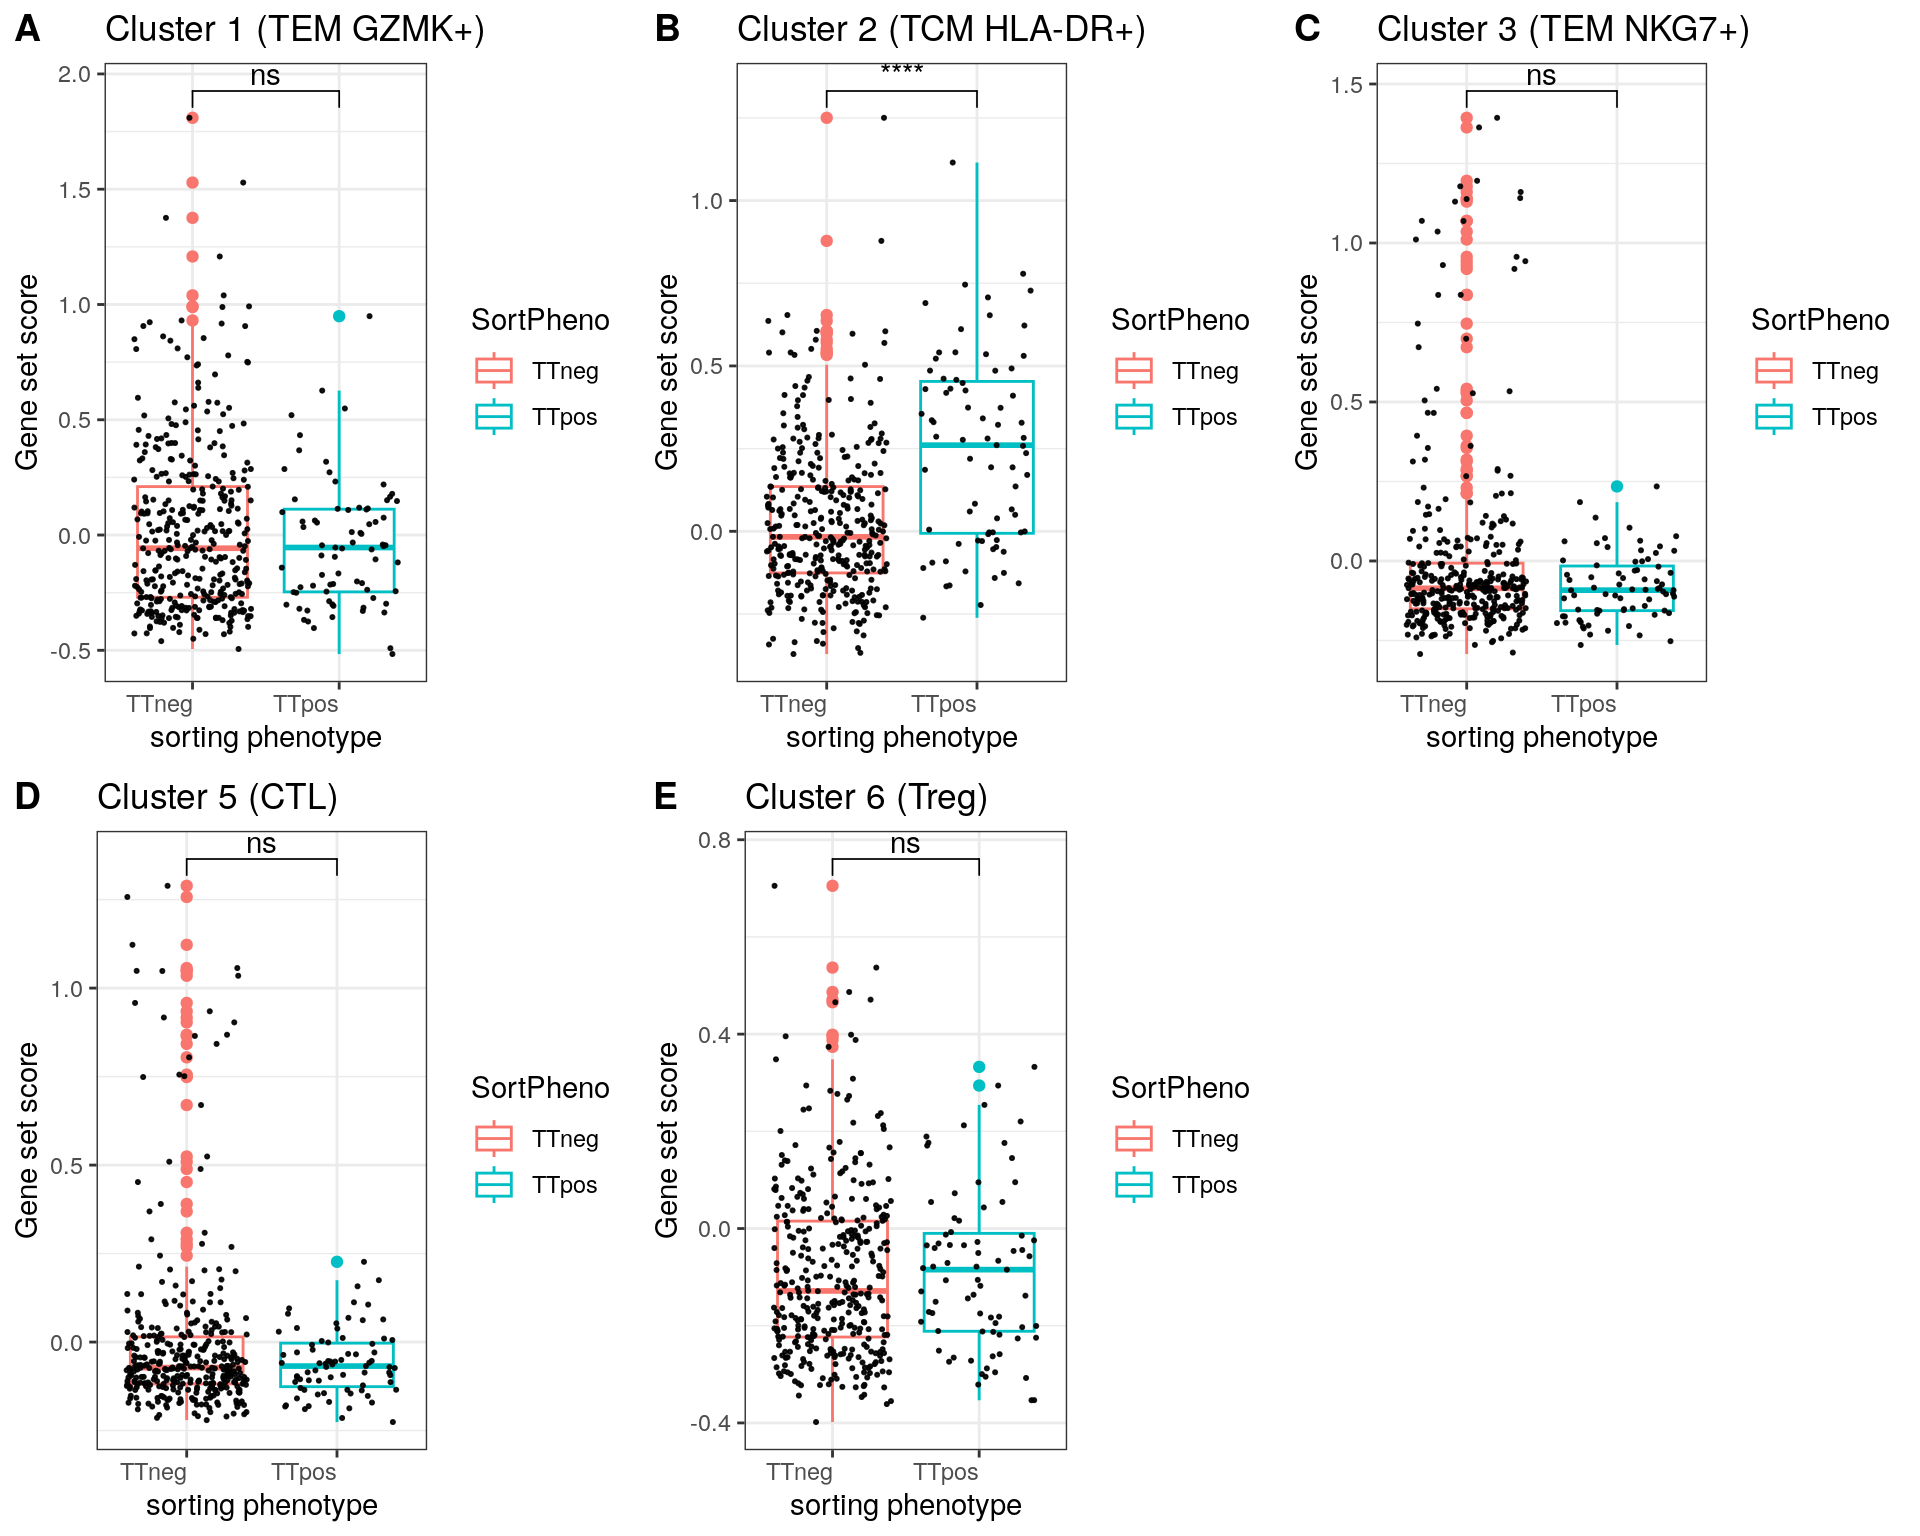 A Cluster 1 (TEM GZMK+)
ns
2.0
1.5
1.0
0.5
0.0
-0.5
Gene set score
TTneg TTpos
sorting phenotype
SortPheno
TTneg
TTpos
B Cluster 2 (TCM HLA-DR+)
****
1.0
0.5
0.0
Gene set score
TTneg TTpos
sorting phenotype
SortPheno
TTneg
TTpos
C Cluster 3 (TEM NKG7+)
ns
1.5
1.0
0.5
0.0
Gene set score
TTneg TTpos
sorting phenotype
SortPheno
TTneg
TTpos
D Cluster 5 (CTL)
ns
1.0
0.5
0.0
Gene set score
TTneg TTpos
sorting phenotype
SortPheno
TTneg
TTpos
E Cluster 6 (Treg)
ns
0.8
0.4
0.0
-0.4
Gene set score
TTneg TTpos
sorting phenotype
SortPheno
TTneg
TTpos